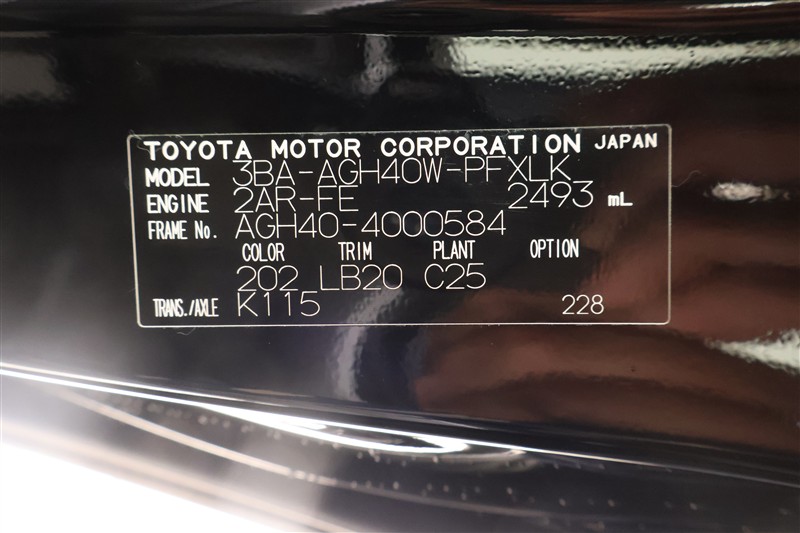 TOYOTA MOTOR CORPORATION JAPAN
MODEL 3BA-AGH40W-PFXLK
ENGINE 2AR-FE 2493 mL
FRAME No. AGH40-4000584
COLOR TRIM PLANT OPTION
202 LB20 C25
TRANS./AXLE K115 228